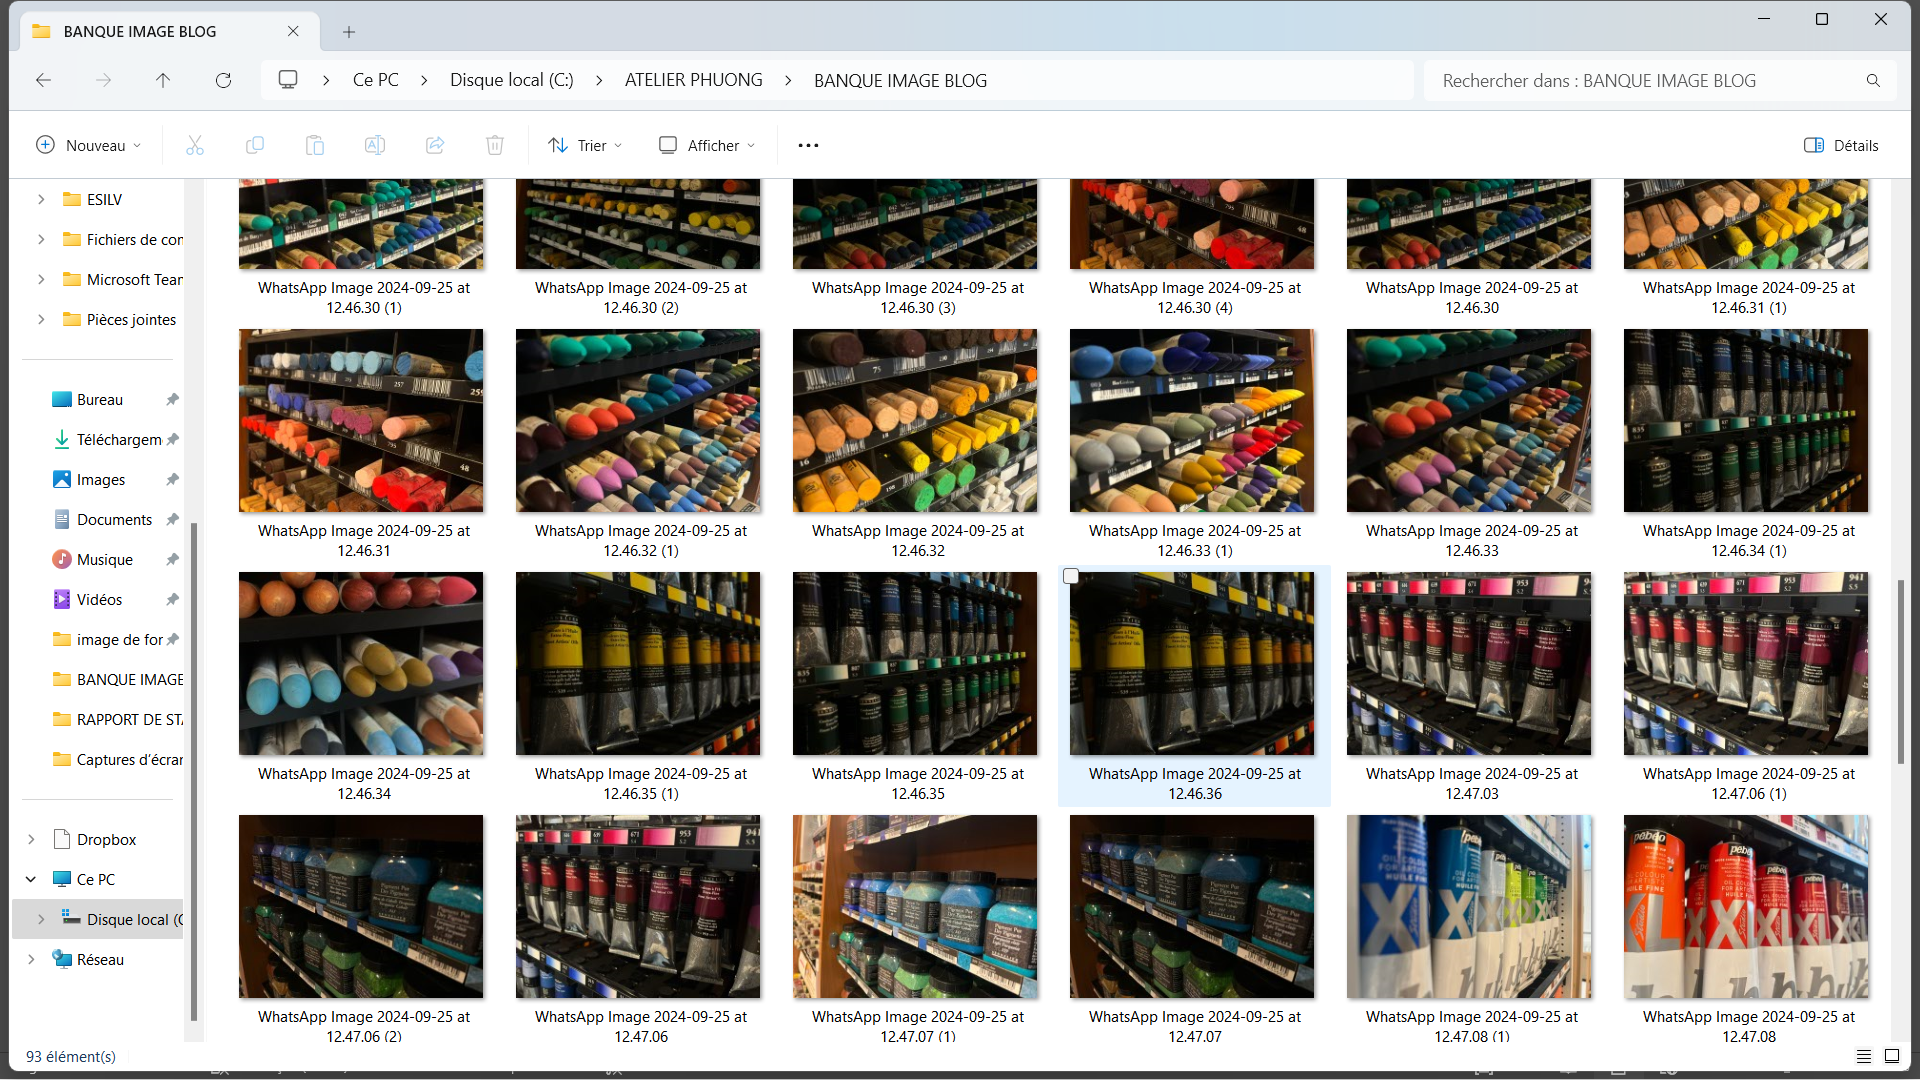 BANQUE IMAGE BLOG
Ce PC
Disque local (C:)
ATELIER PHUONG
BANQUE IMAGE BLOG
Rechercher dans : BANQUE IMAGE BLOG
Nouveau
Trier
Afficher
Détails
ESILV
Fichiers de con
Microsoft Tear
Pièces jointes
Bureau
Téléchargem
Images
Documents
Musique
Vidéos
image de for
BANQUE IMAGE
RAPPORT DE STA
Captures d'écran
Dropbox
Ce PC
Disque local (C
Réseau
WhatsApp Image 2024-09-25 at
12.46.30 (1)
WhatsApp Image 2024-09-25 at
12.46.30 (2)
WhatsApp Image 2024-09-25 at
12.46.30 (3)
WhatsApp Image 2024-09-25 at
12.46.30 (4)
WhatsApp Image 2024-09-25 at
12.46.30
WhatsApp Image 2024-09-25 at
12.46.31 (1)
WhatsApp Image 2024-09-25 at
12.46.31
WhatsApp Image 2024-09-25 at
12.46.32 (1)
WhatsApp Image 2024-09-25 at
12.46.32
WhatsApp Image 2024-09-25 at
12.46.33 (1)
WhatsApp Image 2024-09-25 at
12.46.33
WhatsApp Image 2024-09-25 at
12.46.34 (1)
WhatsApp Image 2024-09-25 at
12.46.34
WhatsApp Image 2024-09-25 at
12.46.35 (1)
WhatsApp Image 2024-09-25 at
12.46.35
WhatsApp Image 2024-09-25 at
12.46.36
WhatsApp Image 2024-09-25 at
12.47.03
WhatsApp Image 2024-09-25 at
12.47.06 (1)
WhatsApp Image 2024-09-25 at
12.47.06 (2)
WhatsApp Image 2024-09-25 at
12.47.06
WhatsApp Image 2024-09-25 at
12.47.07 (1)
WhatsApp Image 2024-09-25 at
12.47.07
WhatsApp Image 2024-09-25 at
12.47.08 (1)
WhatsApp Image 2024-09-25 at
12.47.08
93 élément(s)